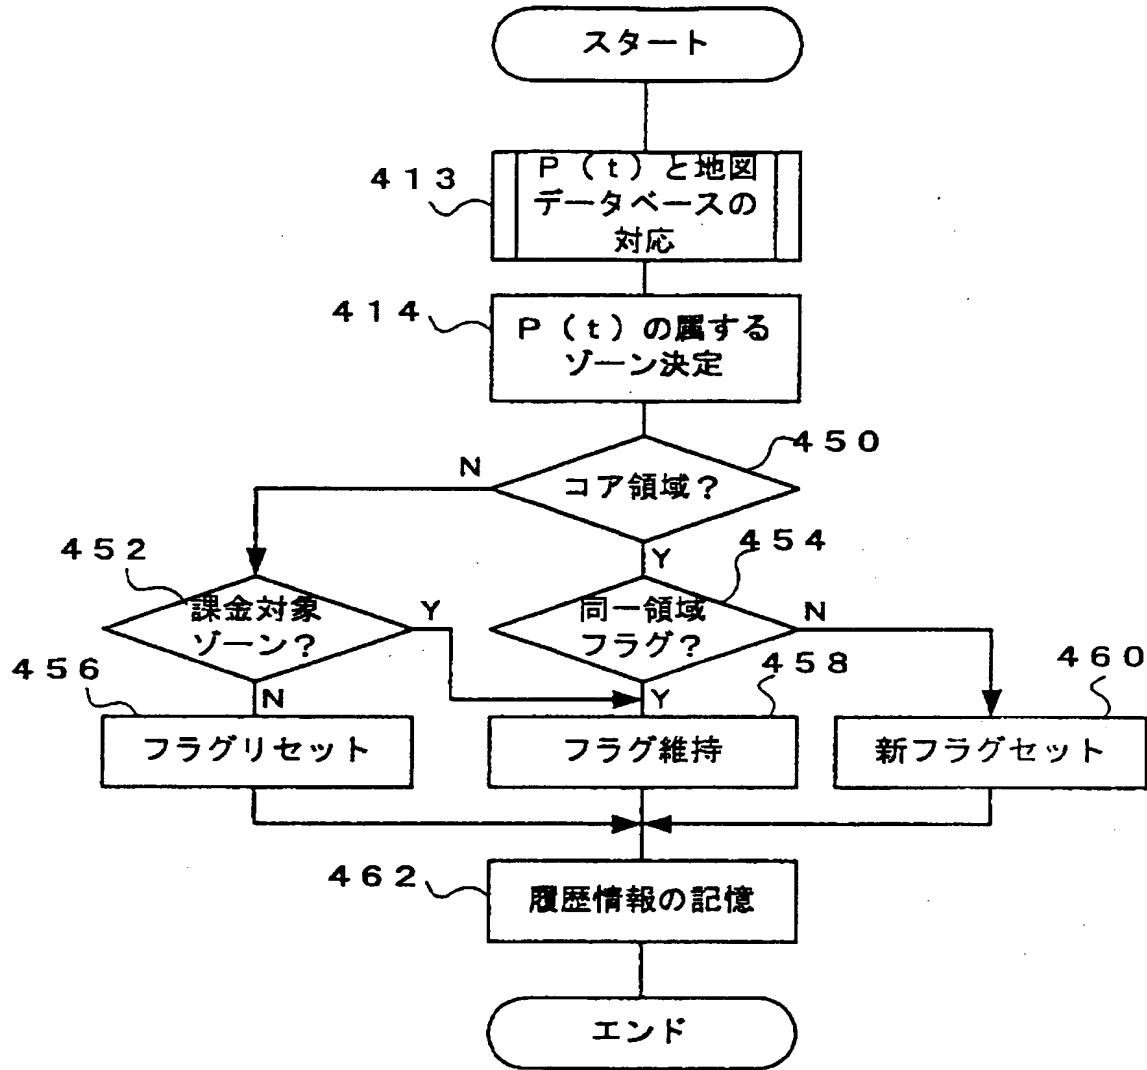 スタート
413
P(t)と地図
データベースの
対応
414
P(t)の属する
ゾーン決定
450
N
コア領域?
Y
452
454
課金対象
ゾーン?
Y
同一領域
フラグ?
N
456
N
Y
458
460
フラグリセット
フラグ維持
新フラグセット
462
履歴情報の記憶
エンド